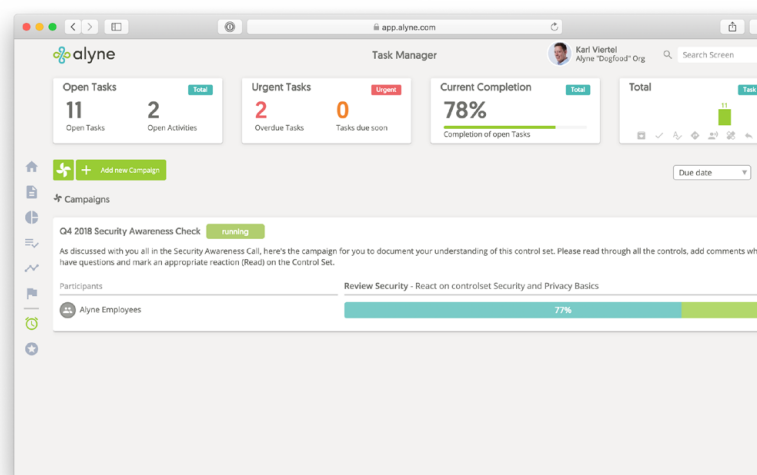 app.alyne.com
alyne
Task Manager
Karl Viertel
Alyne "Dogfood" Org
Search Screen
Open Tasks
Total
11
2
Open Tasks
Open Activities
Urgent Tasks
Urgent
2
0
Overdue Tasks
Tasks due soon
Current Completion
Total
78%
Completion of open Tasks
Total
Task
11
Add new Campaign
Due date
Campaigns
Q4 2018 Security Awareness Check
running
As discussed with you all in the Security Awareness Call, here's the campaign for you to document your understanding of this control set. Please read through all the controls, add comments wh
have questions and mark an appropriate reaction (Read) on the Control Set.
Participants
Review Security - React on controlset Security and Privacy Basics
Alyne Employees
77%